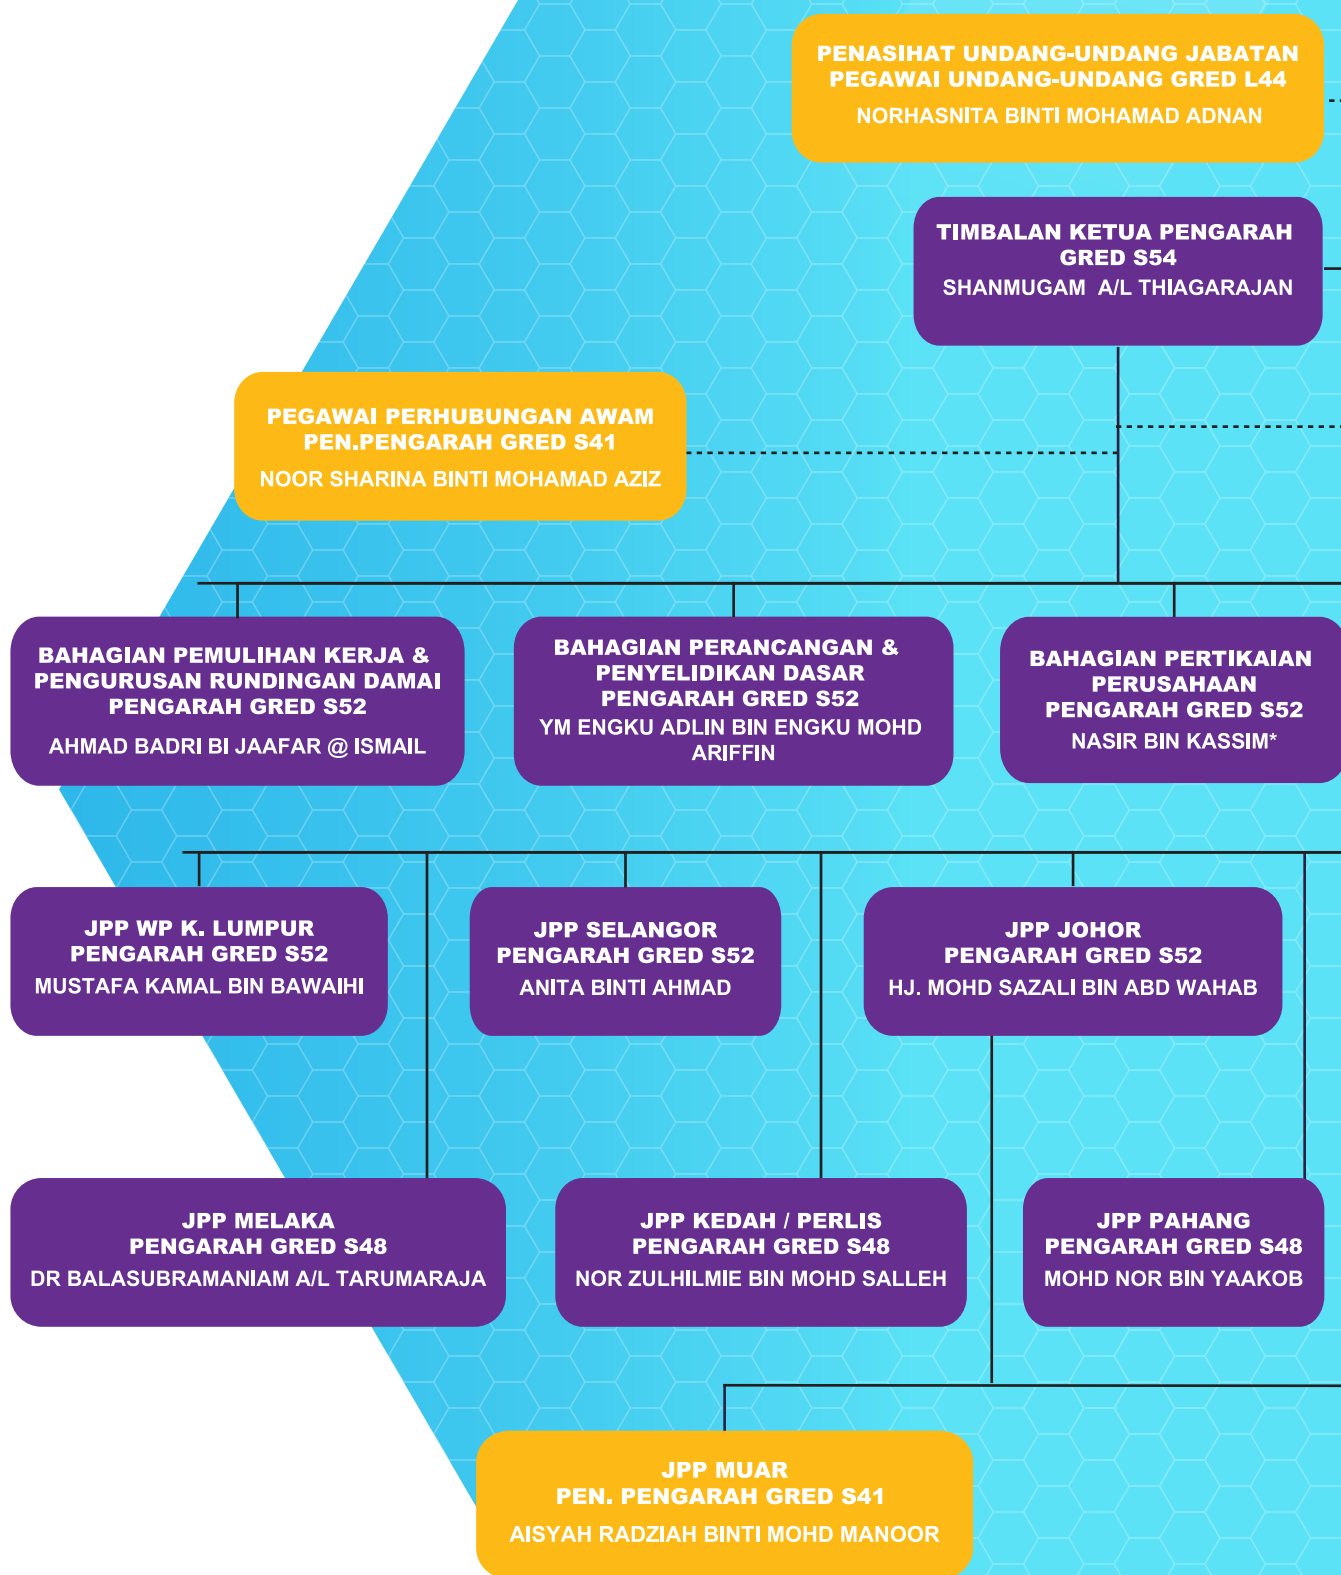 PENASIHAT UNDANG-UNDANG JABATAN
PEGAWAI UNDANG-UNDANG GRED L44
NORHASNITA BINTI MOHAMAD ADNAN
TIMBALAN KETUA PENGARAH
GRED S54
SHANMUGAM A/L THIAGARAJAN
PEGAWAI PERHUBUNGAN AWAM
PEN.PENGARAH GRED S41
NOOR SHARINA BINTI MOHAMAD AZIZ
BAHAGIAN PEMULIHAN KERJA &
PENGURUSAN RUNDINGAN DAMAI
PENGARAH GRED S52
AHMAD BADRI BI JAAFAR @ ISMAIL
BAHAGIAN PERANCANGAN &
PENYELIDIKAN DASAR
PENGARAH GRED S52
YM ENGKU ADLIN BIN ENGKU MOHD
ARIFFIN
BAHAGIAN PERTIKAIAN
PERUSAHAAN
PENGARAH GRED S52
NASIR BIN KASSIM*
JPP WP K. LUMPUR
PENGARAH GRED S52
MUSTAFA KAMAL BIN BAWAIHI
JPP SELANGOR
PENGARAH GRED S52
ANITA BINTI AHMAD
JPP JOHOR
PENGARAH GRED S52
HJ. MOHD SAZALI BIN ABD WAHAB
JPP MELAKA
PENGARAH GRED S48
DR BALASUBRAMANIAM A/L TARUMARAJA
JPP KEDAH / PERLIS
PENGARAH GRED S48
NOR ZULHILMIE BIN MOHD SALLEH
JPP PAHANG
PENGARAH GRED S48
MOHD NOR BIN YAAKOB
JPP MUAR
PEN. PENGARAH GRED S41
AISYAH RADZIAH BINTI MOHD MANOOR